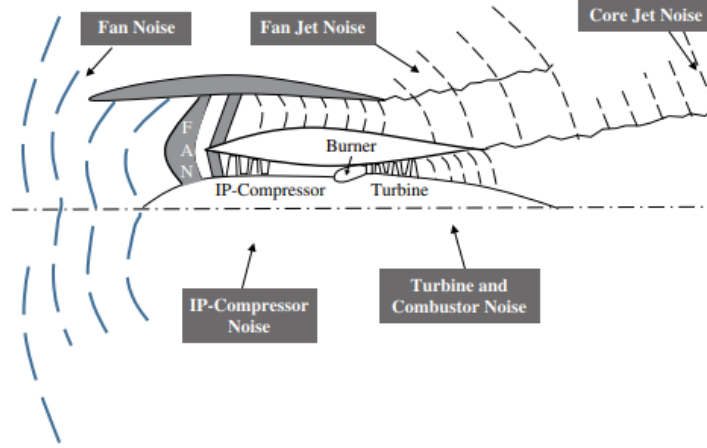 Fan Noise
Fan Jet Noise
Core Jet Noise
FAN
Burner
IP-Compressor
Turbine
IP-Compressor
Noise
Turbine and
Combustor Noise